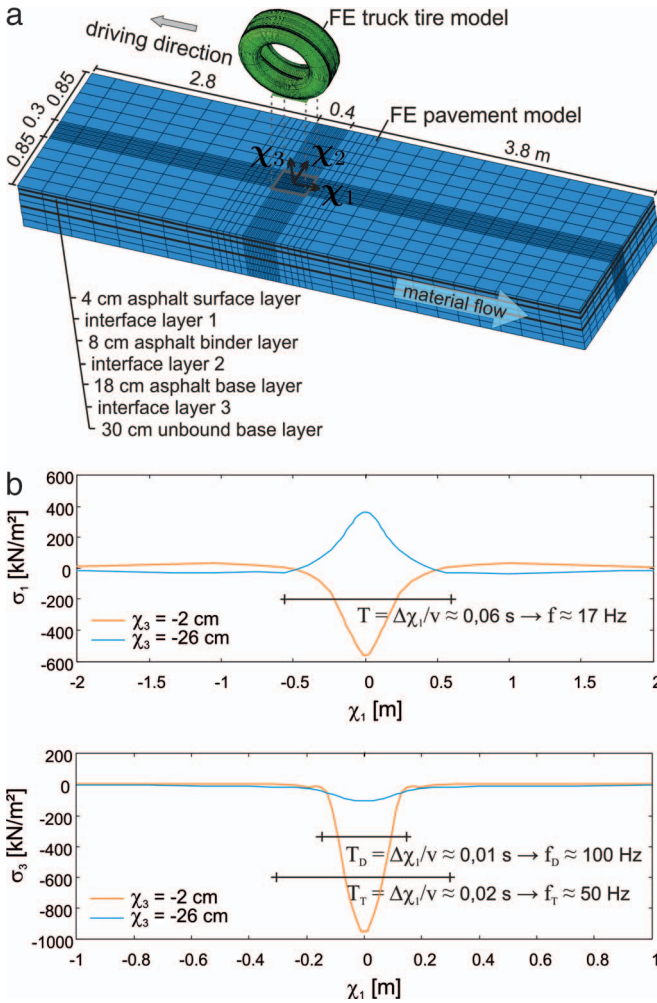 a
FE truck tire model
driving direction
2.8
0.4
FE pavement model
3.8 m
0.85
0.3
0.85
χ₃
χ₂
χ₁
material flow
4 cm asphalt surface layer
interface layer 1
8 cm asphalt binder layer
interface layer 2
18 cm asphalt base layer
interface layer 3
30 cm unbound base layer
b
600
400
200
0
-200
-400
-600
σ₁ [kN/m²]
χ₃ = -2 cm
χ₃ = -26 cm
T = Δχ₁/v ≈ 0,06 s → f ≈ 17 Hz
-2 -1.5 -1 -0.5 0 0.5 1 1.5 2
χ₁ [m]
200
0
-200
-400
-600
-800
-1000
σ₃ [kN/m²]
T_D = Δχ₁/v ≈ 0,01 s → f_D ≈ 100 Hz
T_T = Δχ₁/v ≈ 0,02 s → f_T ≈ 50 Hz
χ₃ = -2 cm
χ₃ = -26 cm
-1 -0.8 -0.6 -0.4 -0.2 0 0.2 0.4 0.6 0.8 1
χ₁ [m]